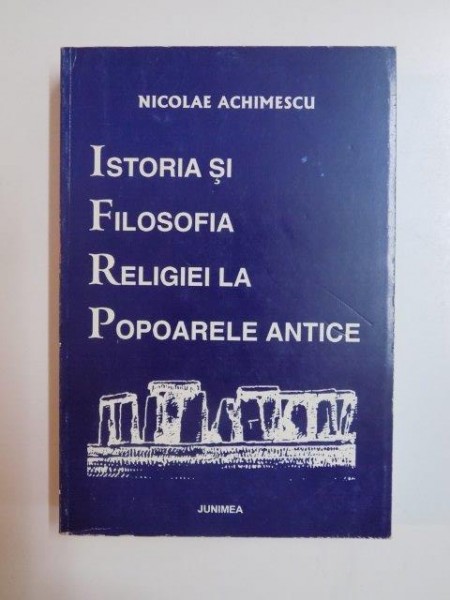 NICOLAE ACHIMESCU
ISTORIA ŞI
FILOSOFIA
RELIGIEI LA
POPOARELE ANTICE
JUNIMEA